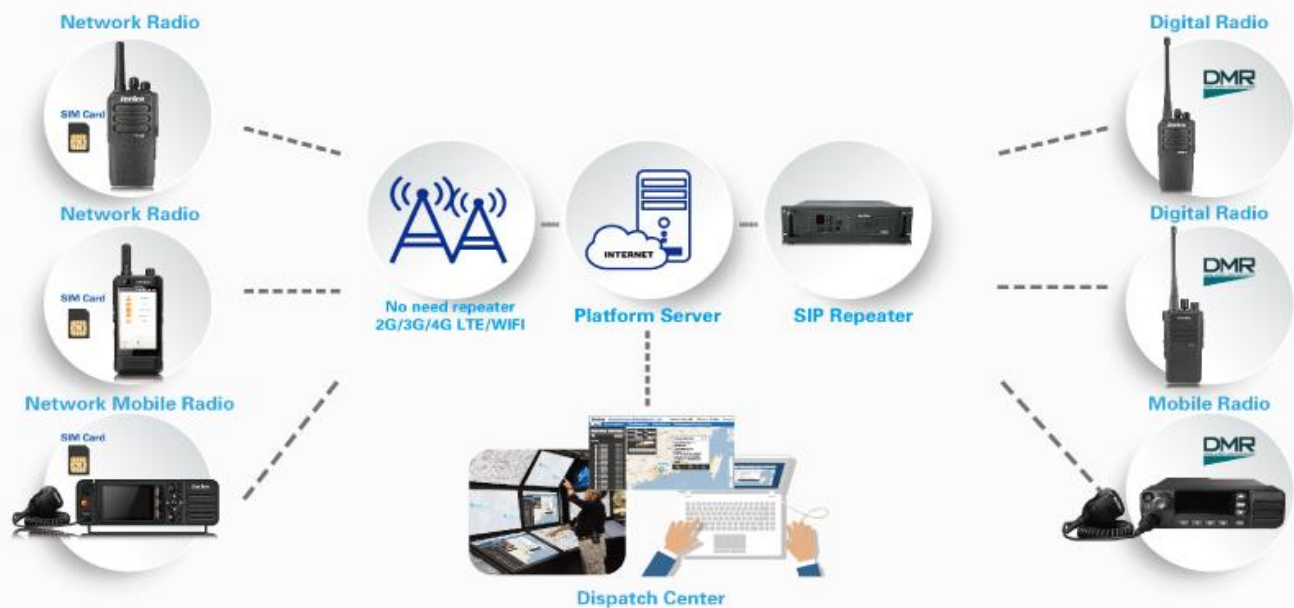 Network Radio
SIM Card
Network Radio
SIM Card
Network Mobile Radio
SIM Card
No need repeater
2G/3G/4G LTE/WIFI
INTERNET
Platform Server
SIP Repeater
Dispatch Center
Digital Radio
DMR
Digital Radio
DMR
Mobile Radio
DMR